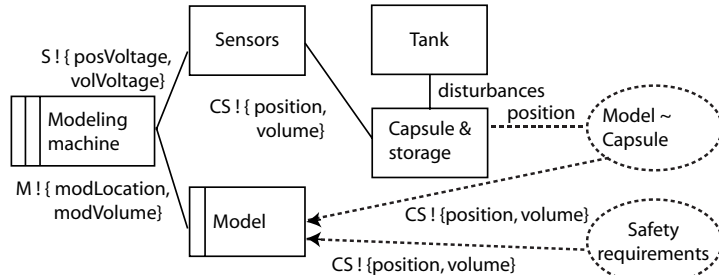 Sensors
Tank
S ! { posVoltage,
volVoltage}
disturbances
position
CS ! { position,
volume}
Modeling
machine
Capsule &
storage
Model ~
Capsule
M ! { modLocation,
modVolume}
Model
CS ! {position, volume}
Safety
requirements
CS ! {position, volume}